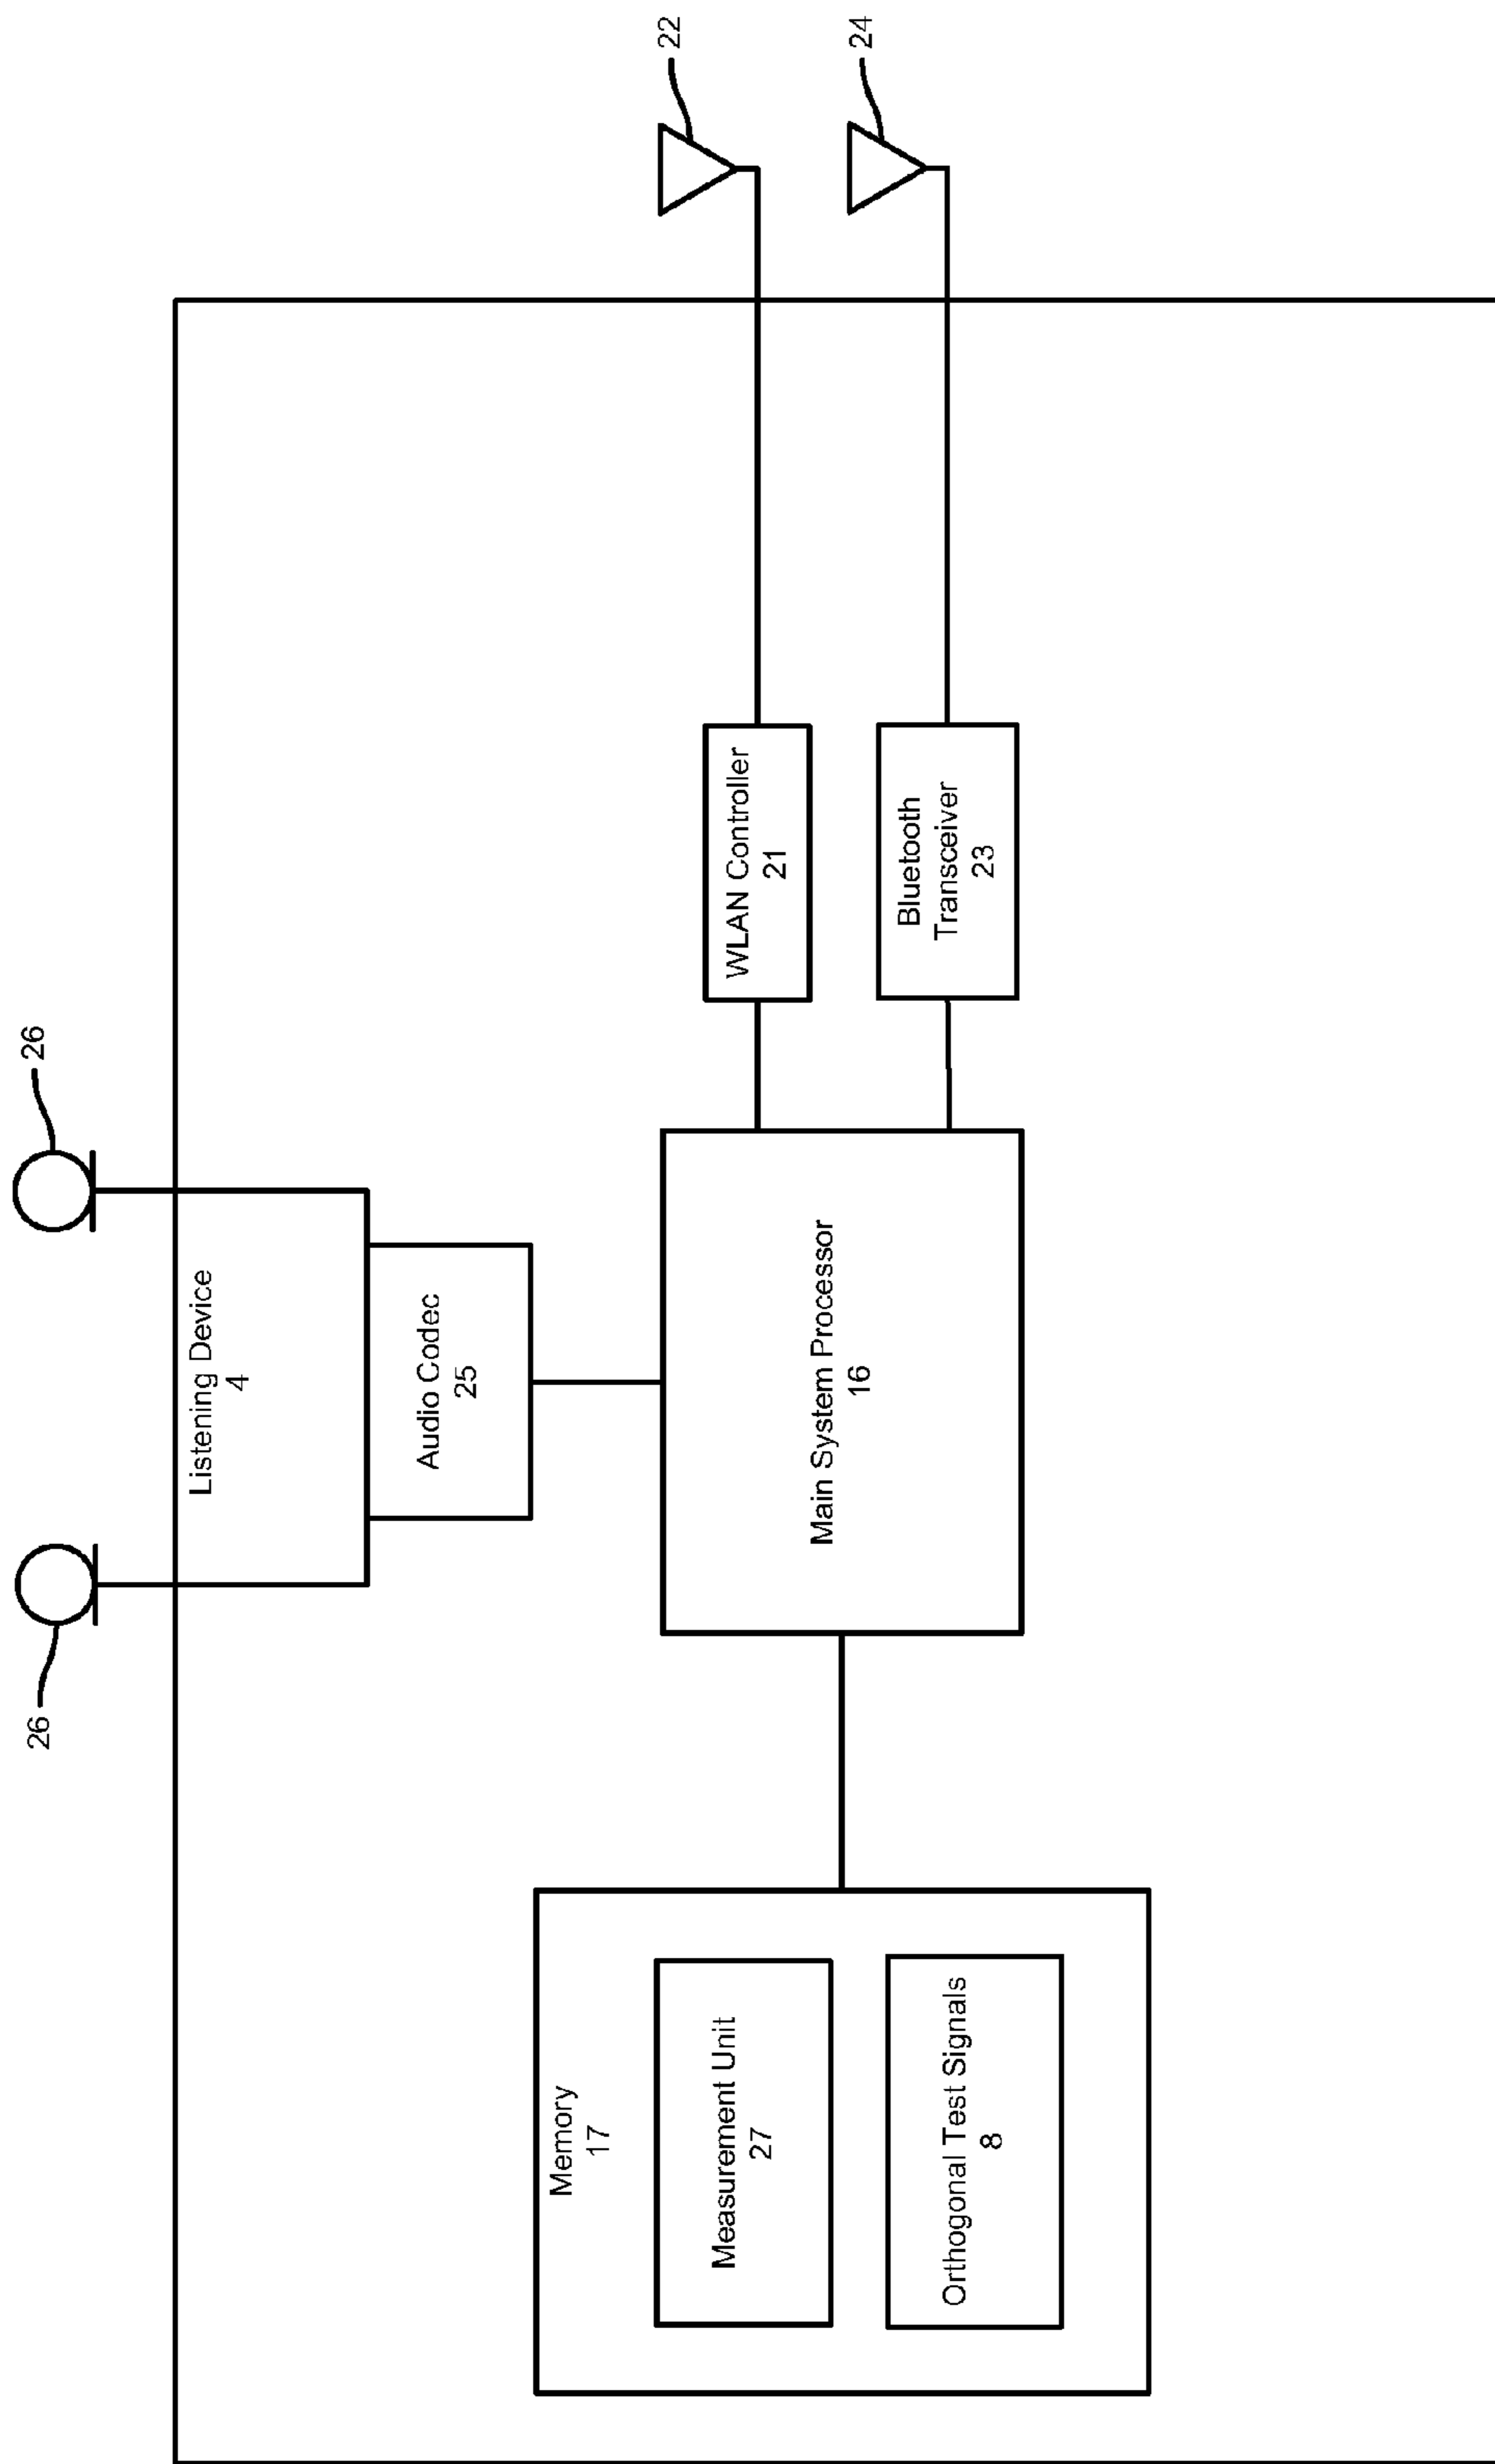 26
26
Listening Device
4
Audio Codec
25
22
WLAN Controller
21
24
Bluetooth
Transceiver
23
Main System Processor
16
Memory
17
Measurement Unit
27
Orthogonal Test Signals
8